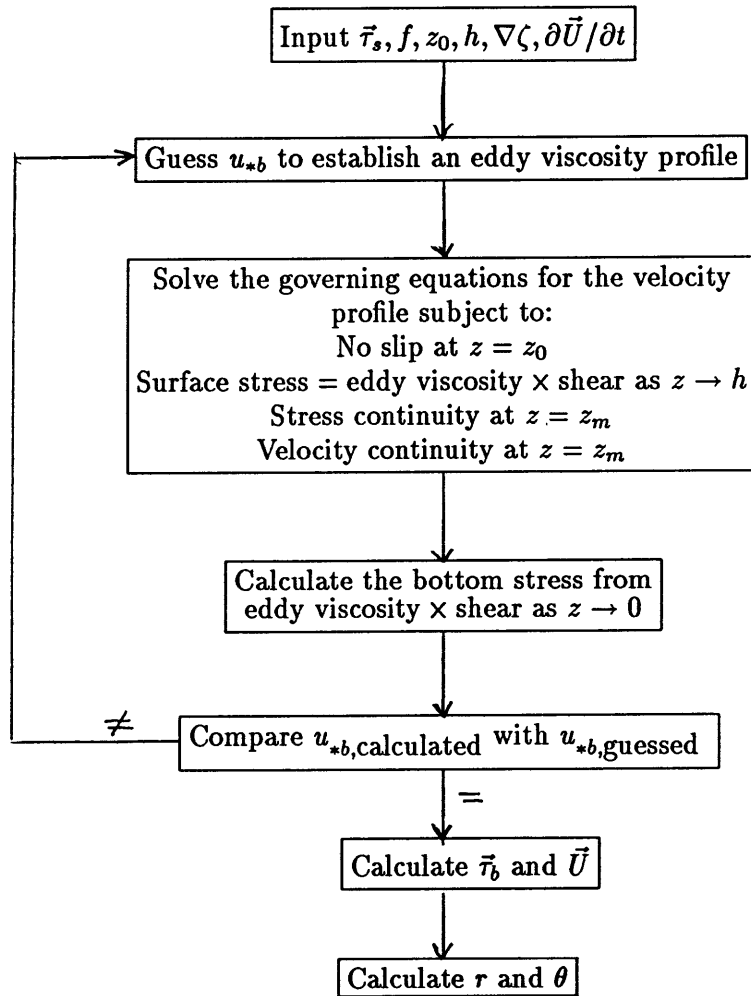 Input $\vec{\tau}_s, f, z_0, h, \nabla\zeta, \partial\vec{U}/\partial t$
Guess $u_{*b}$ to establish an eddy viscosity profile
Solve the governing equations for the velocity
profile subject to:
No slip at $z = z_0$
Surface stress = eddy viscosity × shear as $z \to h$
Stress continuity at $z = z_m$
Velocity continuity at $z = z_m$
Calculate the bottom stress from
eddy viscosity × shear as $z \to 0$
≠
Compare $u_{*b,\text{calculated}}$ with $u_{*b,\text{guessed}}$
=
Calculate $\vec{\tau}_b$ and $\vec{U}$
Calculate $r$ and $\theta$